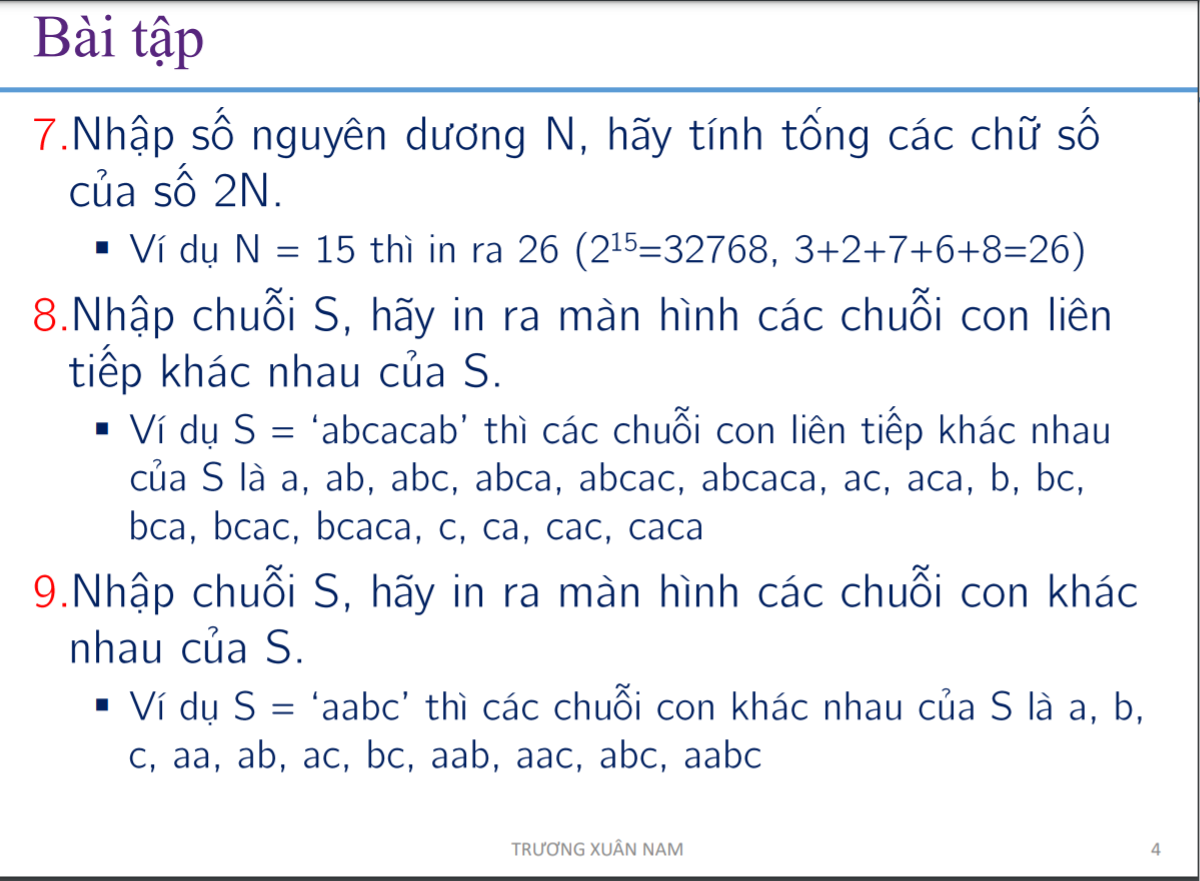 Bài tập
7.Nhập số nguyên dương N, hãy tính tổng các chữ số
của số 2N.
▪ Ví dụ N = 15 thì in ra 26 (2¹⁵=32768, 3+2+7+6+8=26)
8.Nhập chuỗi S, hãy in ra màn hình các chuỗi con liên
tiếp khác nhau của S.
▪ Ví dụ S = ‘abcacab’ thì các chuỗi con liên tiếp khác nhau
của S là a, ab, abc, abca, abcac, abcaca, ac, aca, b, bc,
bca, bcac, bcaca, c, ca, cac, caca
9.Nhập chuỗi S, hãy in ra màn hình các chuỗi con khác
nhau của S.
▪ Ví dụ S = ‘aabc’ thì các chuỗi con khác nhau của S là a, b,
c, aa, ab, ac, bc, aab, aac, abc, aabc
TRƯƠNG XUÂN NAM
4